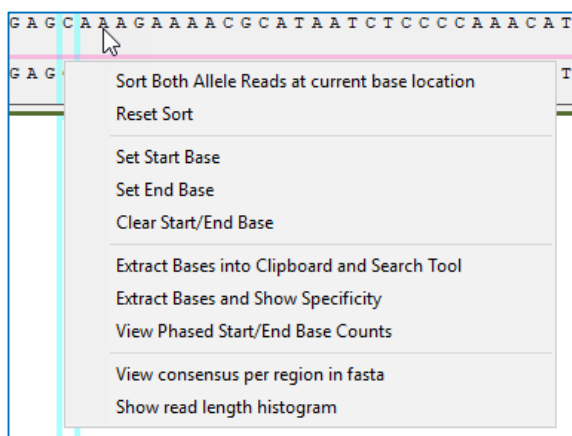 GAGCAAAGAAAACGCATAATCTCCCCAAACAT
GAG T
Sort Both Allele Reads at current base location
Reset Sort
Set Start Base
Set End Base
Clear Start/End Base
Extract Bases into Clipboard and Search Tool
Extract Bases and Show Specificity
View Phased Start/End Base Counts
View consensus per region in fasta
Show read length histogram